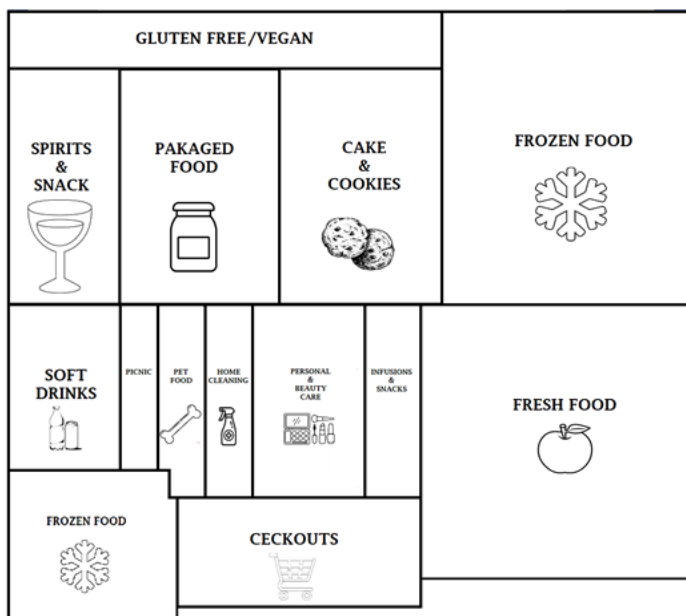 GLUTEN FREE/VEGAN
SPIRITS
&
SNACK
PAKAGED
FOOD
CAKE
&
COOKIES
FROZEN FOOD
SOFT
DRINKS
PICNIC
PET
FOOD
HOME
CLEANING
PERSONAL
&
BEAUTY
CARE
INFUSIONS
&
SNACKS
FRESH FOOD
FROZEN FOOD
CECKOUTS